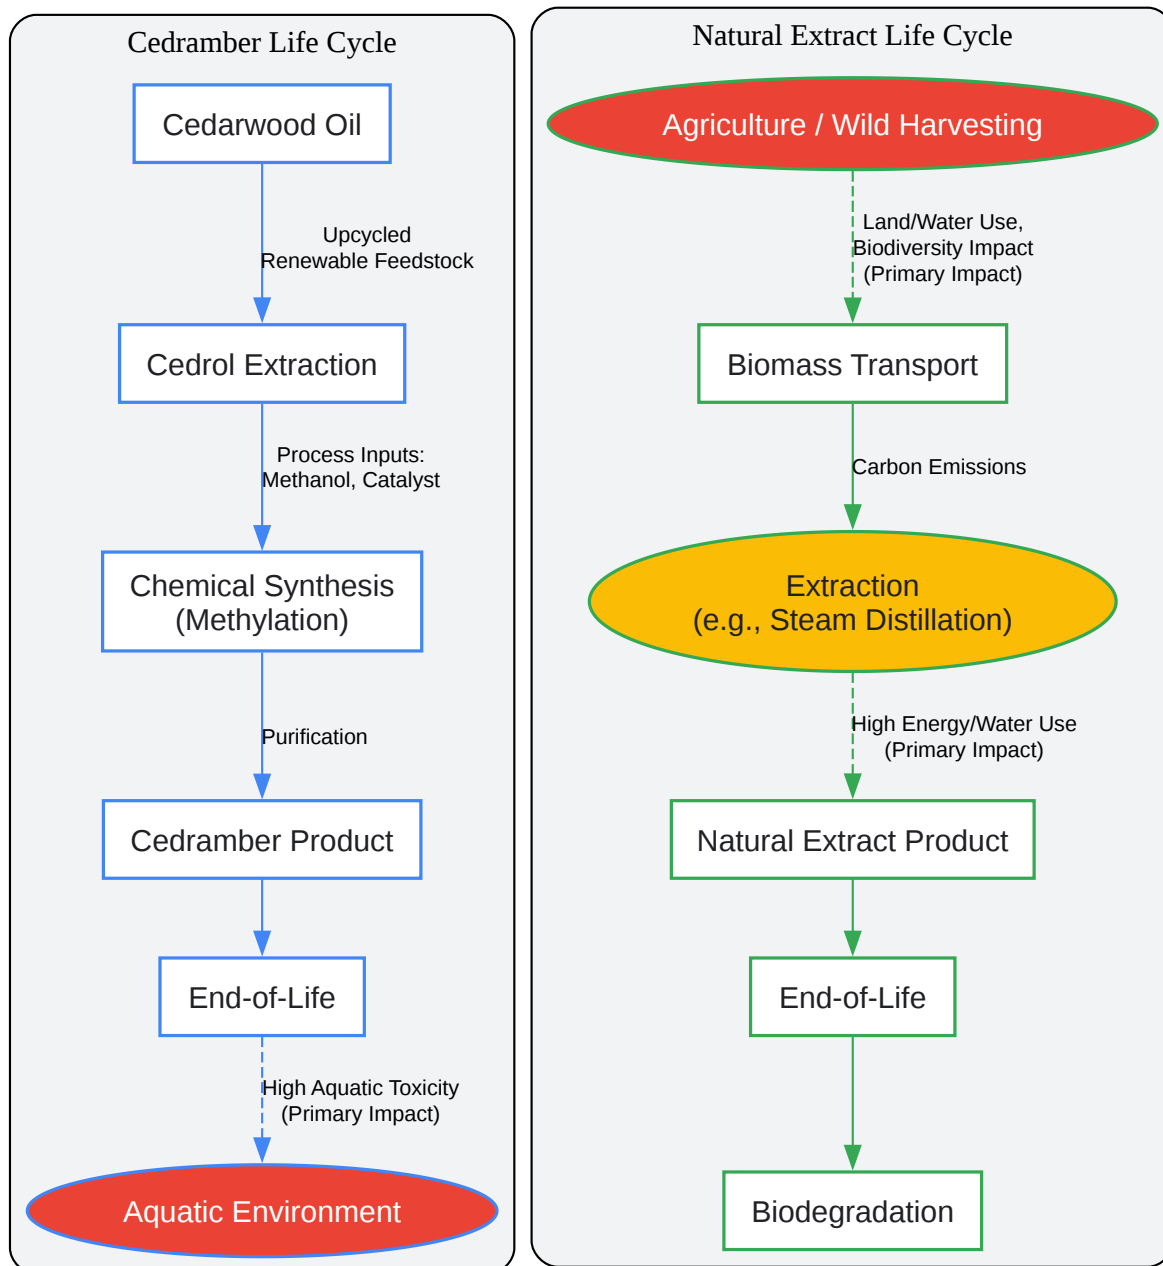 Cedramber Life Cycle
Cedarwood Oil
Upcycled
Renewable Feedstock
Cedrol Extraction
Process Inputs:
Methanol, Catalyst
Chemical Synthesis
(Methylation)
Purification
Cedramber Product
End-of-Life
High Aquatic Toxicity
(Primary Impact)
Aquatic Environment
Natural Extract Life Cycle
Agriculture / Wild Harvesting
Land/Water Use,
Biodiversity Impact
(Primary Impact)
Biomass Transport
Carbon Emissions
Extraction
(e.g., Steam Distillation)
High Energy/Water Use
(Primary Impact)
Natural Extract Product
End-of-Life
Biodegradation